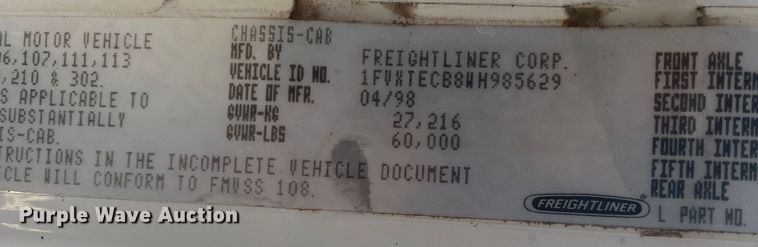 AL MOTOR VEHICLE
06,107,111,113
,210 & 302.
S APPLICABLE TO
SUBSTANTIALLY
IS-CAB.
TRUCTIONS IN THE INCOMPLETE VEHICLE DOCUMENT
ICLE WILL CONFORM TO FMVSS 108.
CHASSIS-CAB
MFD. BY FREIGHTLINER CORP.
VEHICLE ID NO. 1FVXTECB8WH985629
DATE OF MFR. 04/98
GVWR-KG 27,216
GVWR-LBS 60,000
FRONT AXLE
FIRST INTERM
SECOND INTER
THIRD INTERM
FOURTH INTER
FIFTH INTERM
REAR AXLE
FREIGHTLINER
L PART NO.
Purple Wave Auction